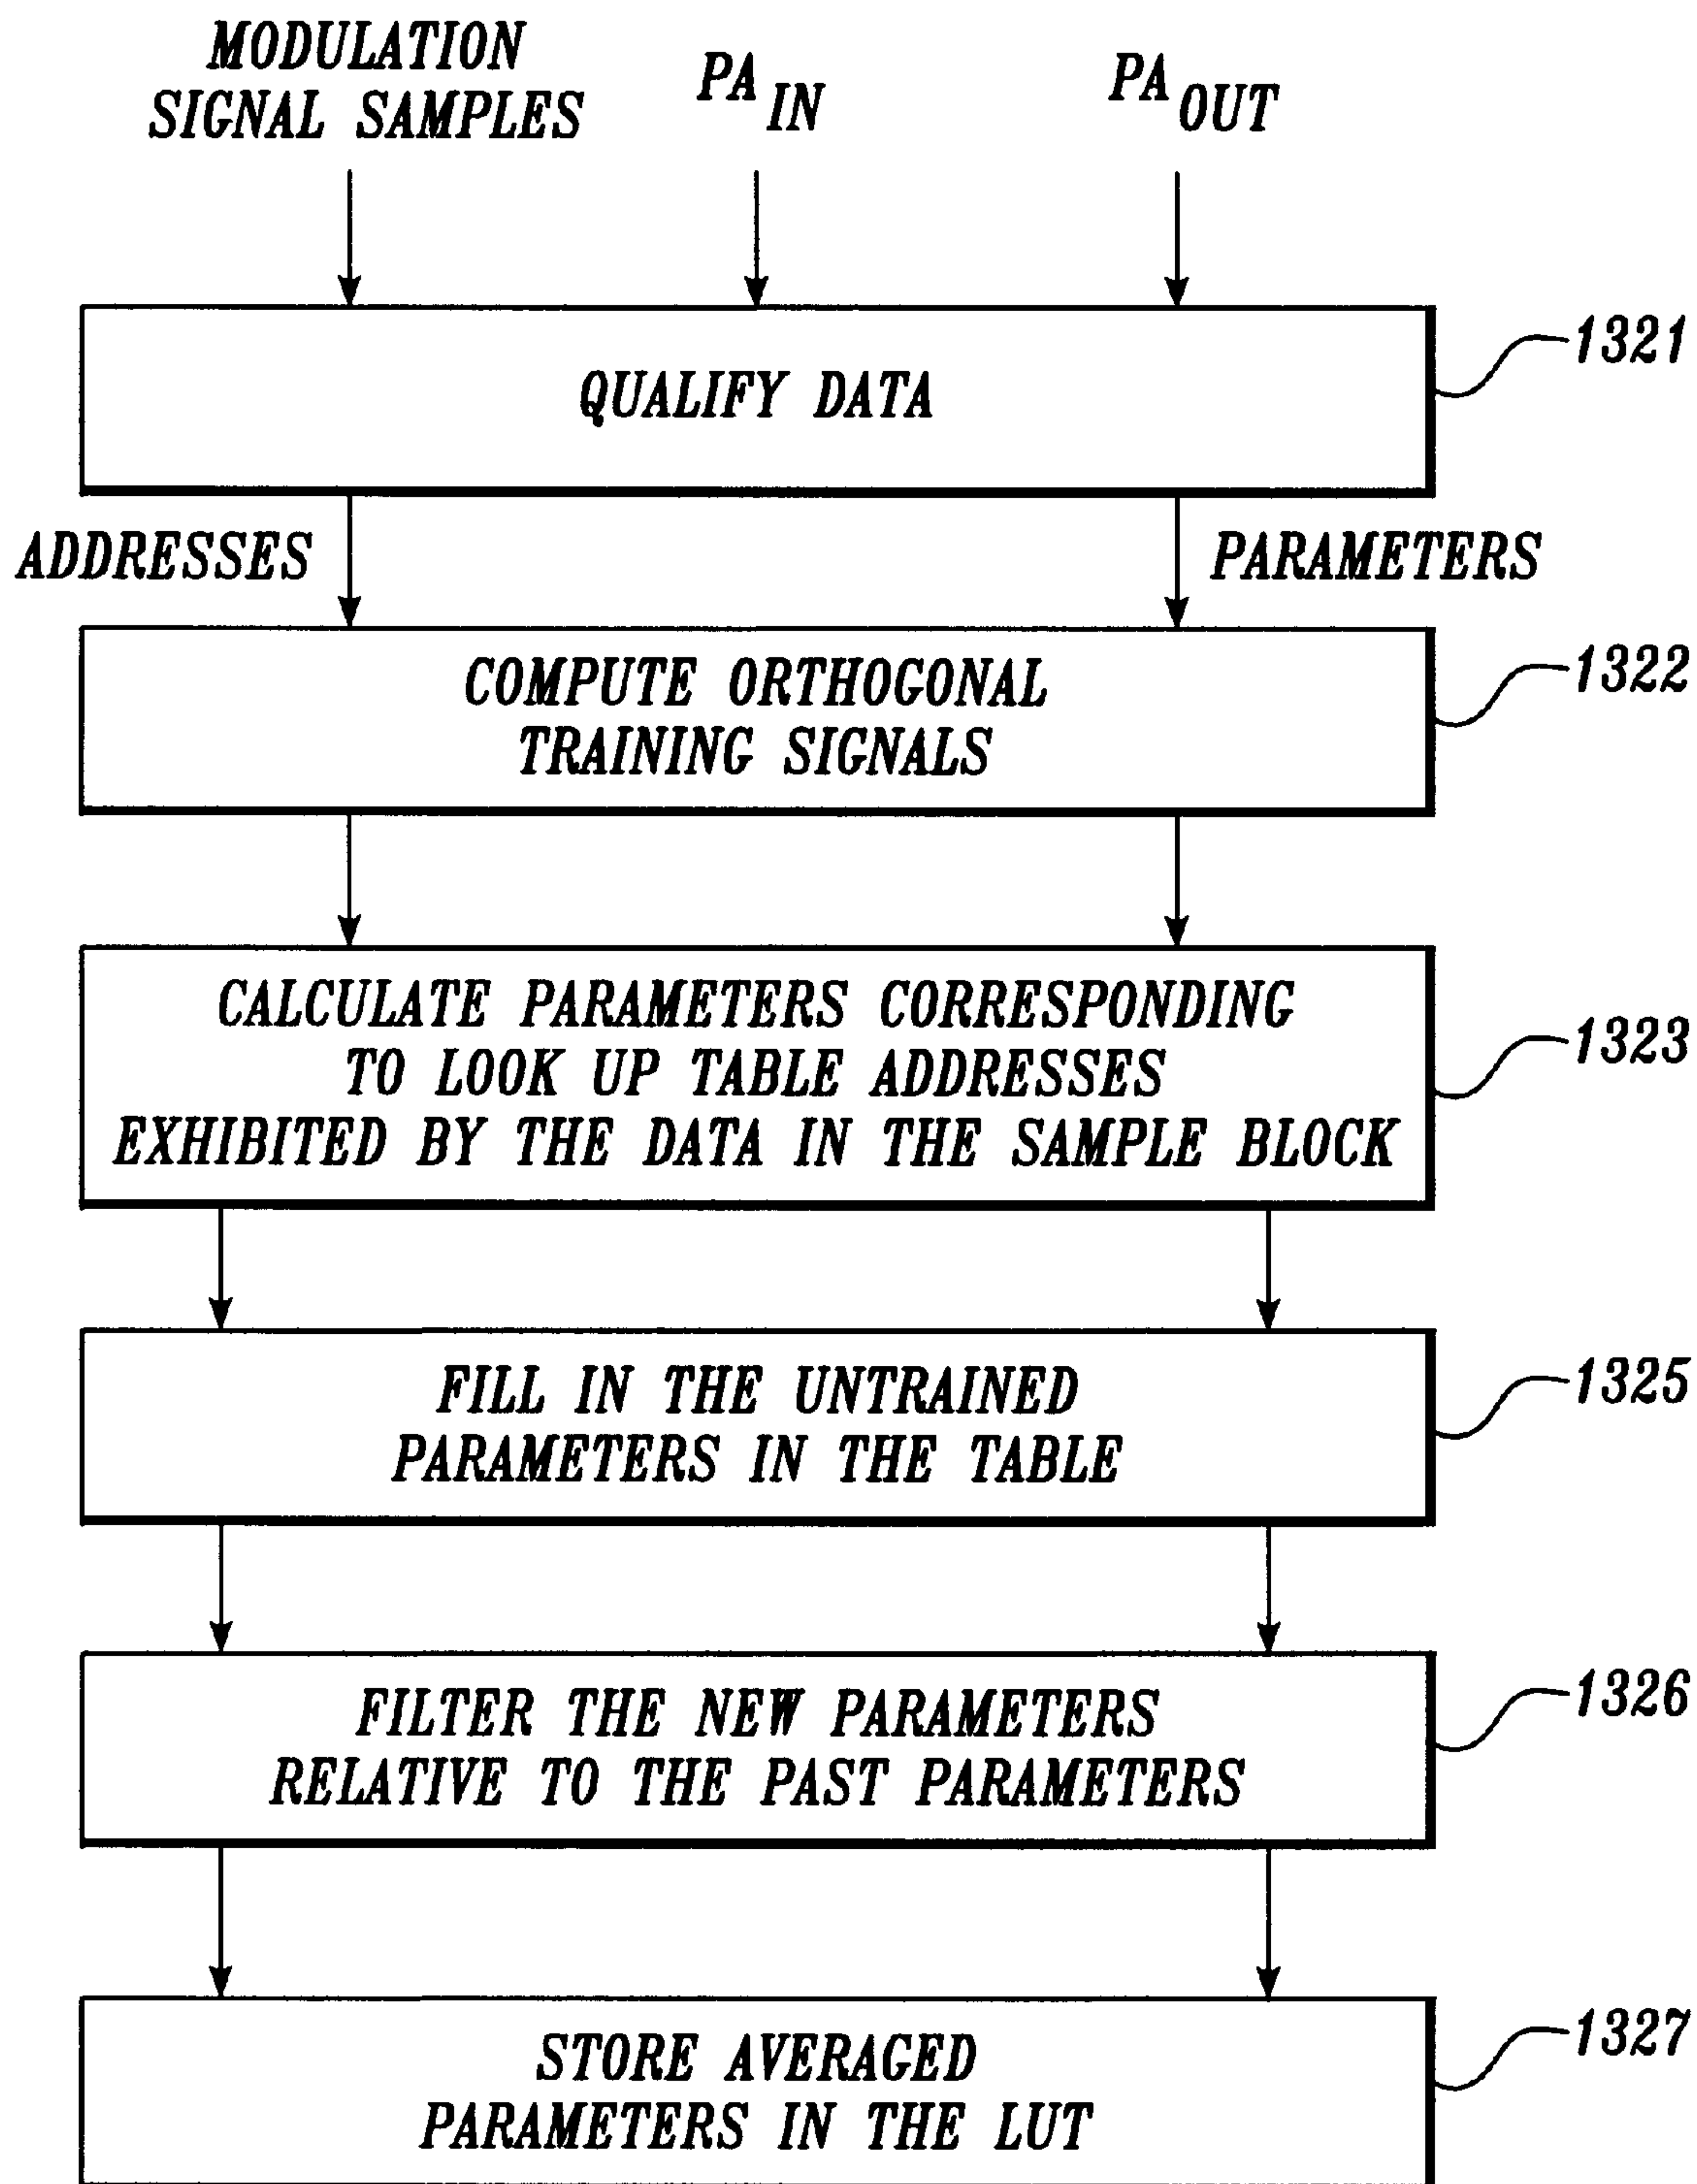 MODULATION
SIGNAL SAMPLES
PA IN
PA OUT
QUALIFY DATA
1321
ADDRESSES
PARAMETERS
COMPUTE ORTHOGONAL
TRAINING SIGNALS
1322
CALCULATE PARAMETERS CORRESPONDING
TO LOOK UP TABLE ADDRESSES
EXHIBITED BY THE DATA IN THE SAMPLE BLOCK
1323
FILL IN THE UNTRAINED
PARAMETERS IN THE TABLE
1325
FILTER THE NEW PARAMETERS
RELATIVE TO THE PAST PARAMETERS
1326
STORE AVERAGED
PARAMETERS IN THE LUT
1327